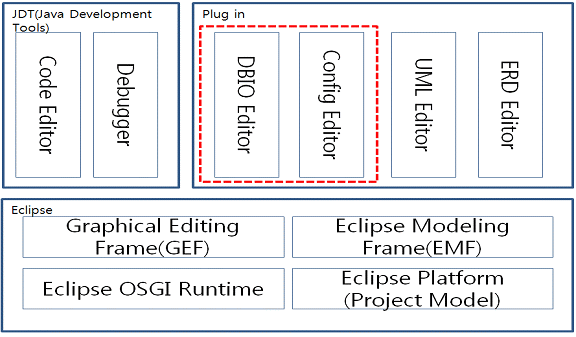 JDT(Java Development
Tools)
Code Editor
Debugger
Plug in
DBIO Editor
Config Editor
UML Editor
ERD Editor
Eclipse
Graphical Editing
Frame(GEF)
Eclipse Modeling
Frame(EMF)
Eclipse OSGI Runtime
Eclipse Platform
(Project Model)